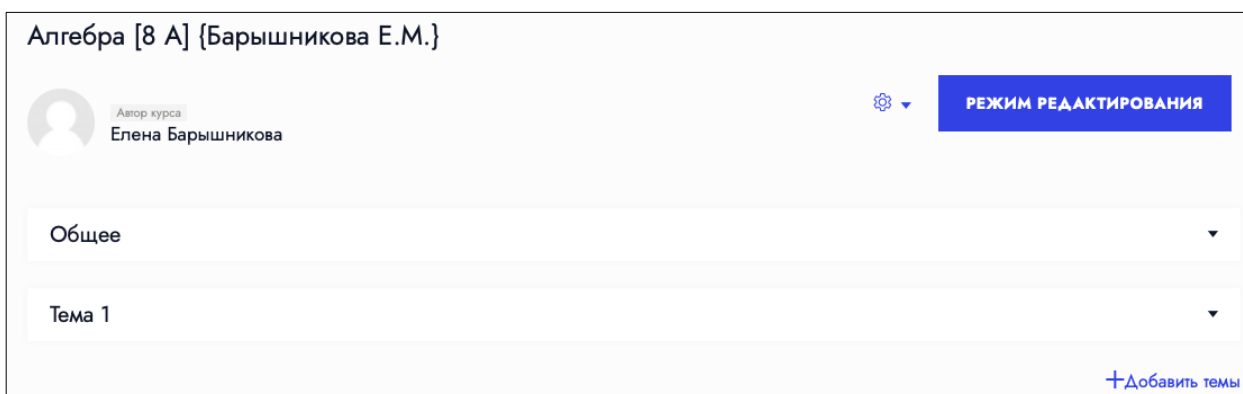 Алгебра [8 А] {Барышникова Е.М.}
Автор курса
Елена Барышникова
РЕЖИМ РЕДАКТИРОВАНИЯ
Общее
Тема 1
+Добавить темы